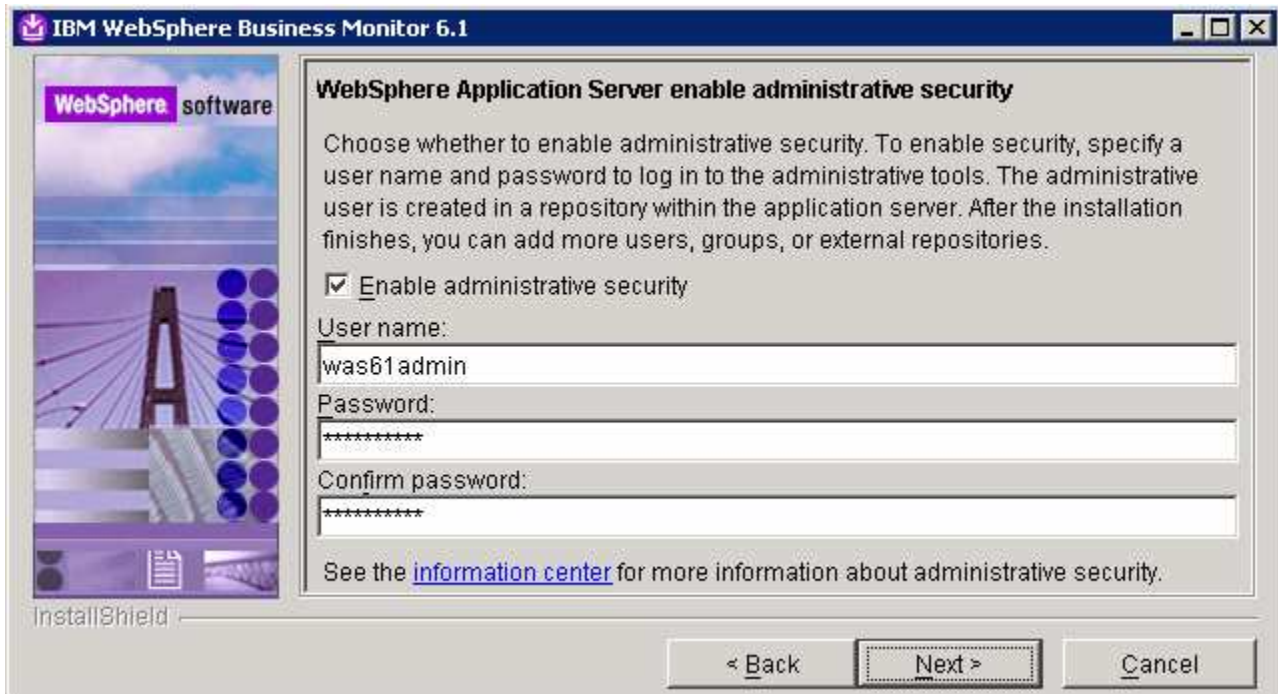 IBM WebSphere Business Monitor 6.1
WebSphere software
WebSphere Application Server enable administrative security
Choose whether to enable administrative security. To enable security, specify a
user name and password to log in to the administrative tools. The administrative
user is created in a repository within the application server. After the installation
finishes, you can add more users, groups, or external repositories.
Enable administrative security
User name:
was61admin
Password:
**********
Confirm password:
**********
See the information center for more information about administrative security.
InstallShield
< Back
Next >
Cancel